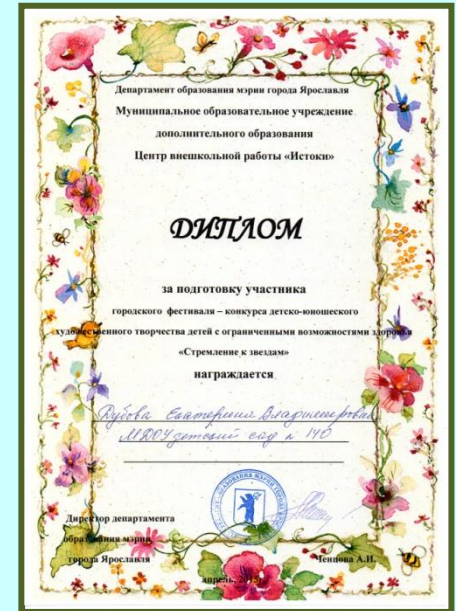 Департамент образования мэрии города Ярославля
Муниципальное образовательное учреждение
дополнительного образования
Центр внешкольной работы «Истоки»
ДИПЛОМ
за подготовку участника
городского фестиваля – конкурса детско-юношеского
художественного творчества детей с ограниченными возможностями здоровья
«Стремление к звездам»
награждается
Дубова Екатерина Владимировна
МДОУ детский сад № 140
Директор департамента
образования мэрии
города Ярославля Ченцова А.И.
апрель, 2015г